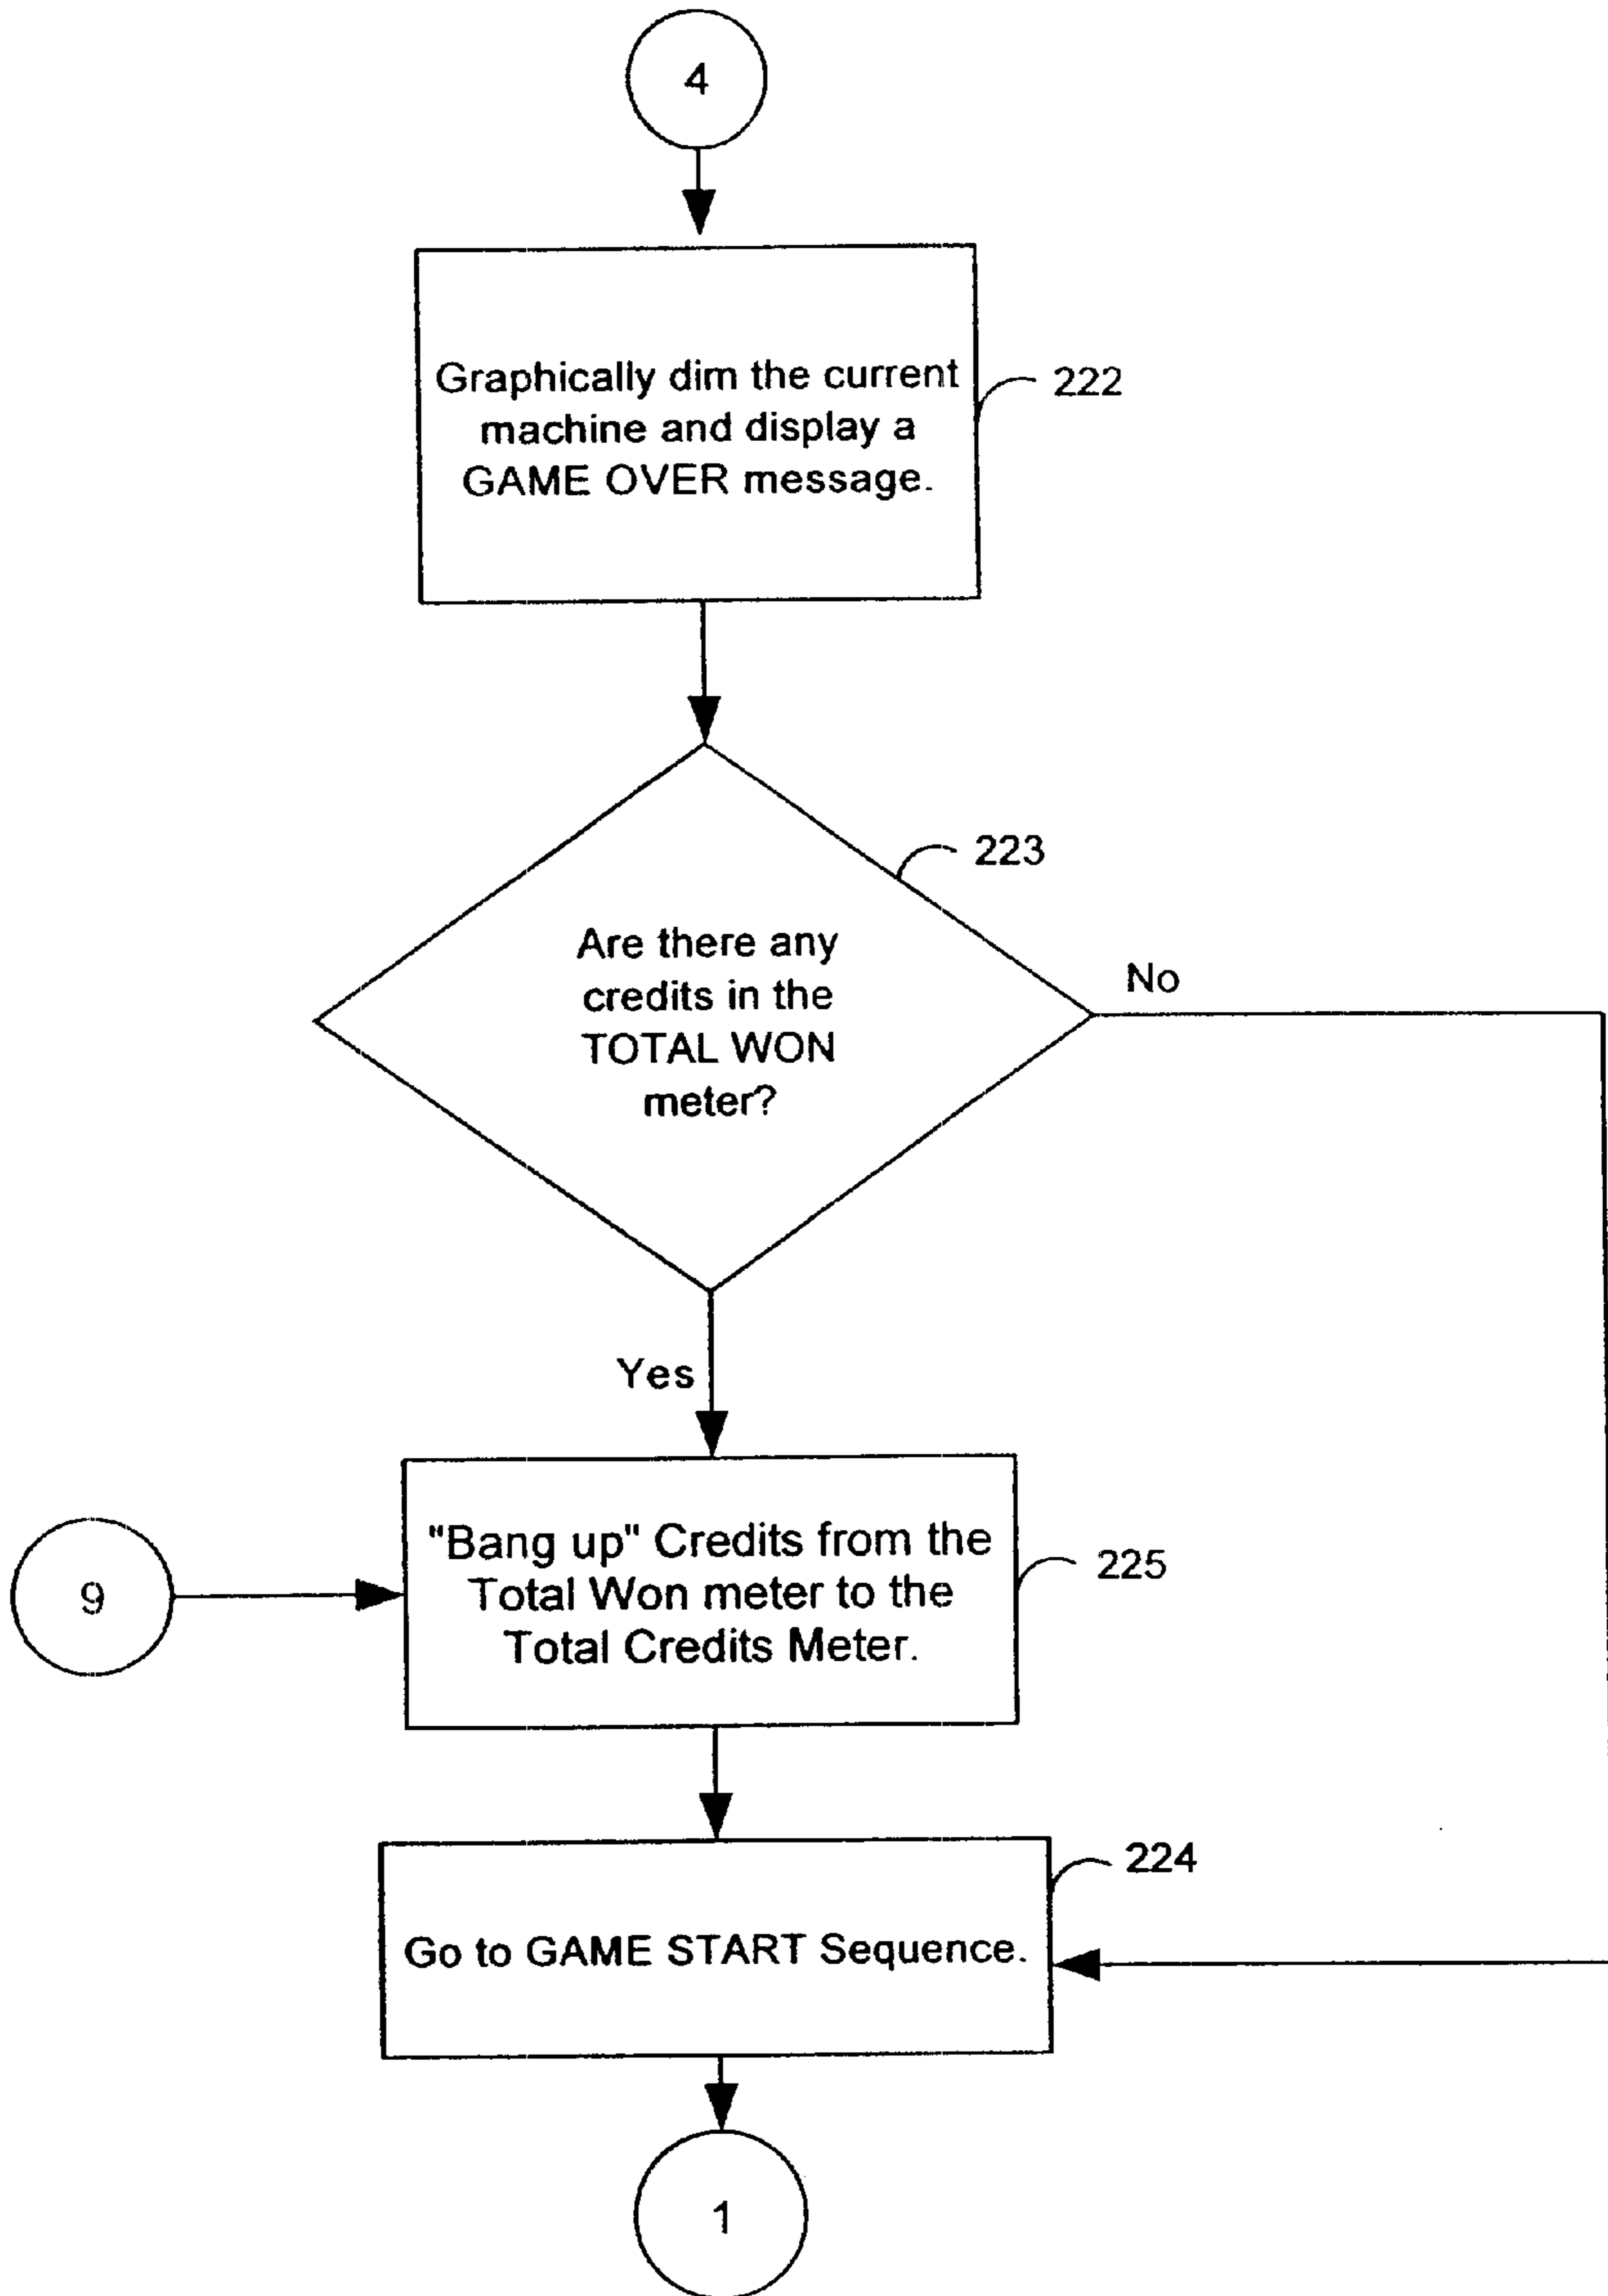 4
Graphically dim the current
machine and display a
GAME OVER message.
222
223
Are there any
credits in the
TOTAL WON
meter?
No
Yes
9
"Bang up" Credits from the
Total Won meter to the
Total Credits Meter.
225
224
Go to GAME START Sequence.
1